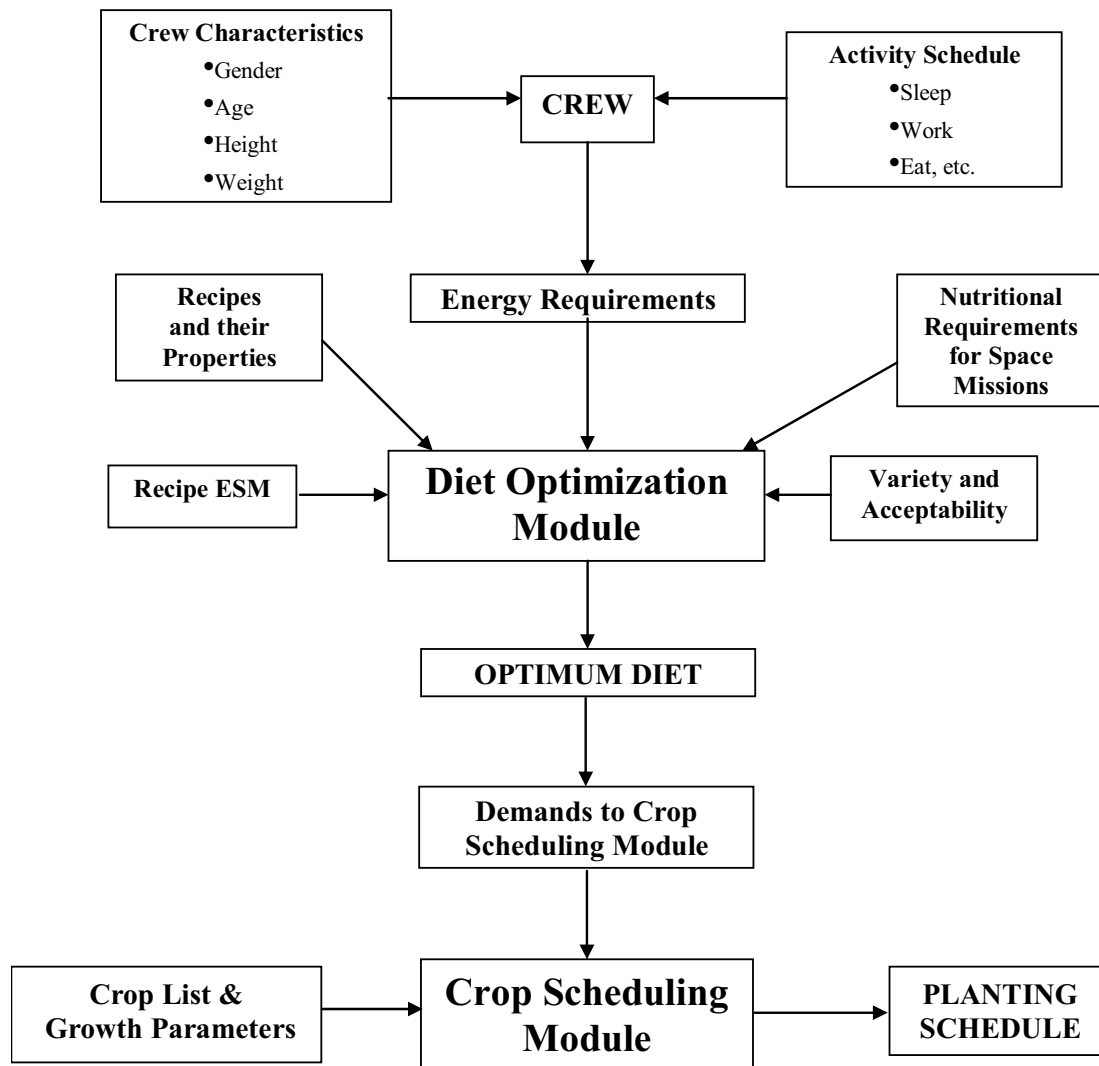 Crew Characteristics
•Gender
•Age
•Height
•Weight
CREW
Activity Schedule
•Sleep
•Work
•Eat, etc.
Recipes
and their
Properties
Energy Requirements
Nutritional
Requirements
for Space
Missions
Recipe ESM
Diet Optimization
Module
Variety and
Acceptability
OPTIMUM DIET
Demands to Crop
Scheduling Module
Crop List &
Growth Parameters
Crop Scheduling
Module
PLANTING
SCHEDULE